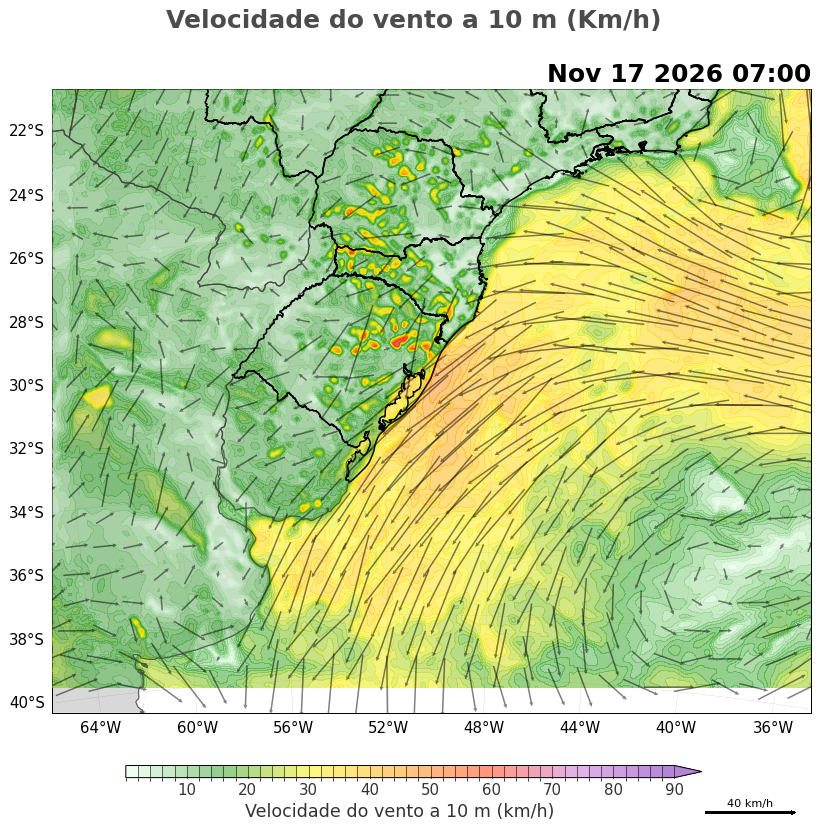 Velocidade do vento a 10 m (Km/h)
Nov 17 2026 07:00
22°S
24°S
26°S
28°S
30°S
32°S
34°S
36°S
38°S
40°S
64°W 60°W 56°W 52°W 48°W 44°W 40°W 36°W
10 20 30 40 50 60 70 80 90
Velocidade do vento a 10 m (km/h)
40 km/h